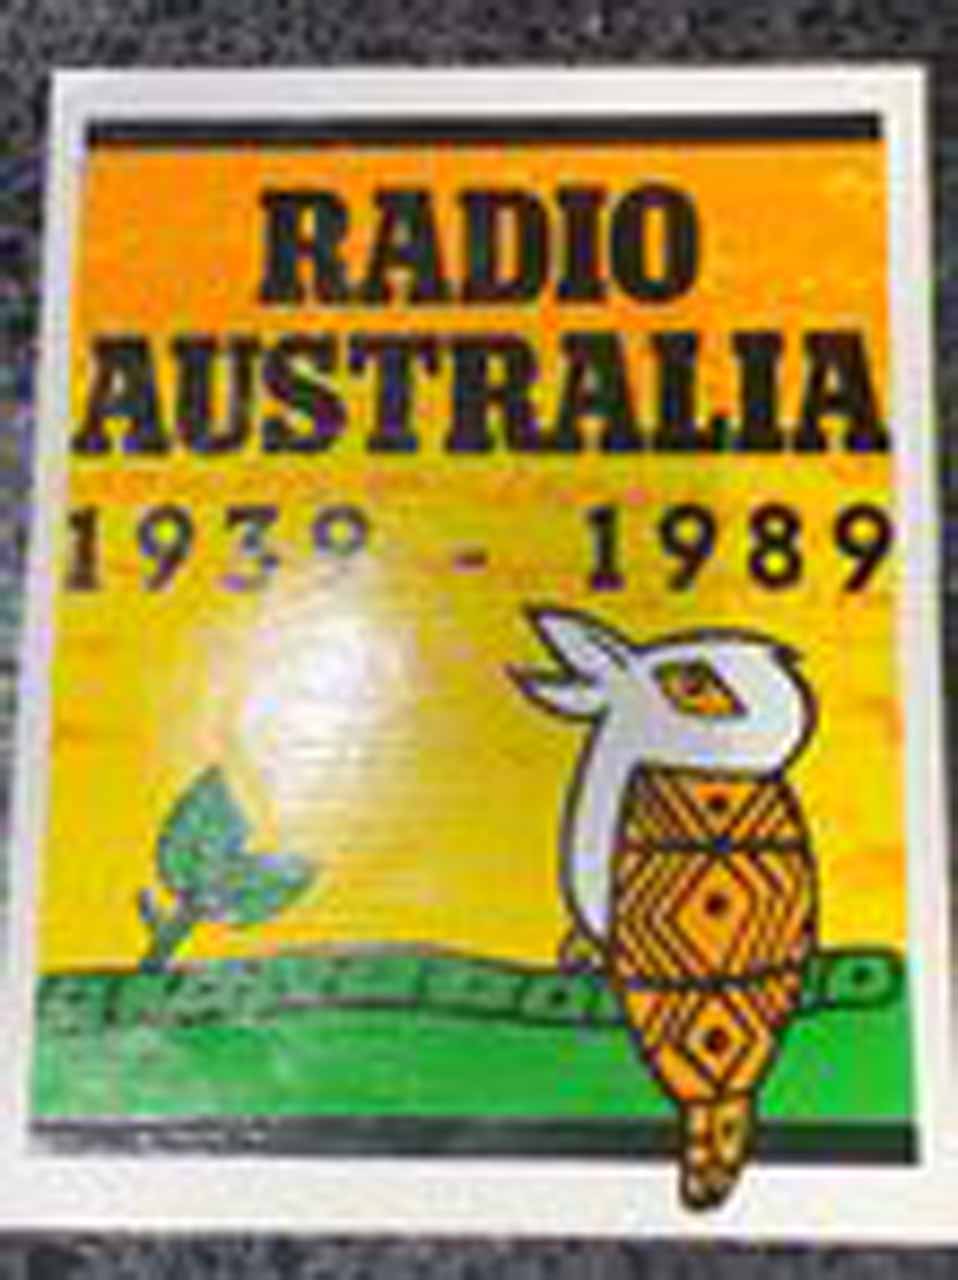 RADIO
AUSTRALIA
1939 - 1989